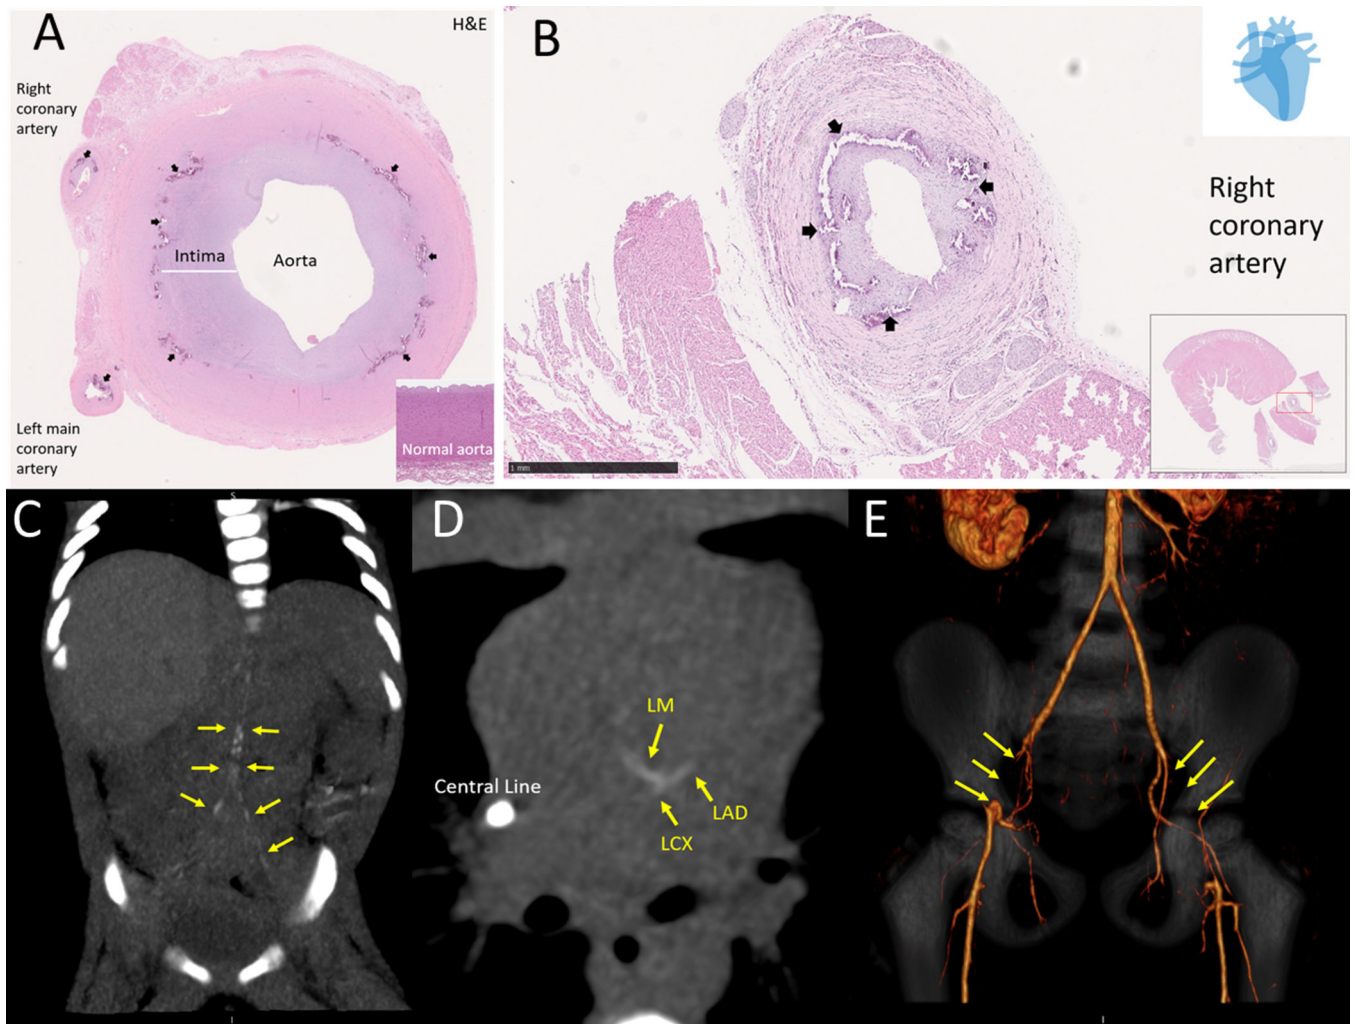 A
H&E
Right
coronary
artery
Intima
Aorta
Left main
coronary
artery
Normal aorta
B
Right
coronary
artery
1 mm
C
S
D
LM
Central Line
LAD
LCX
E